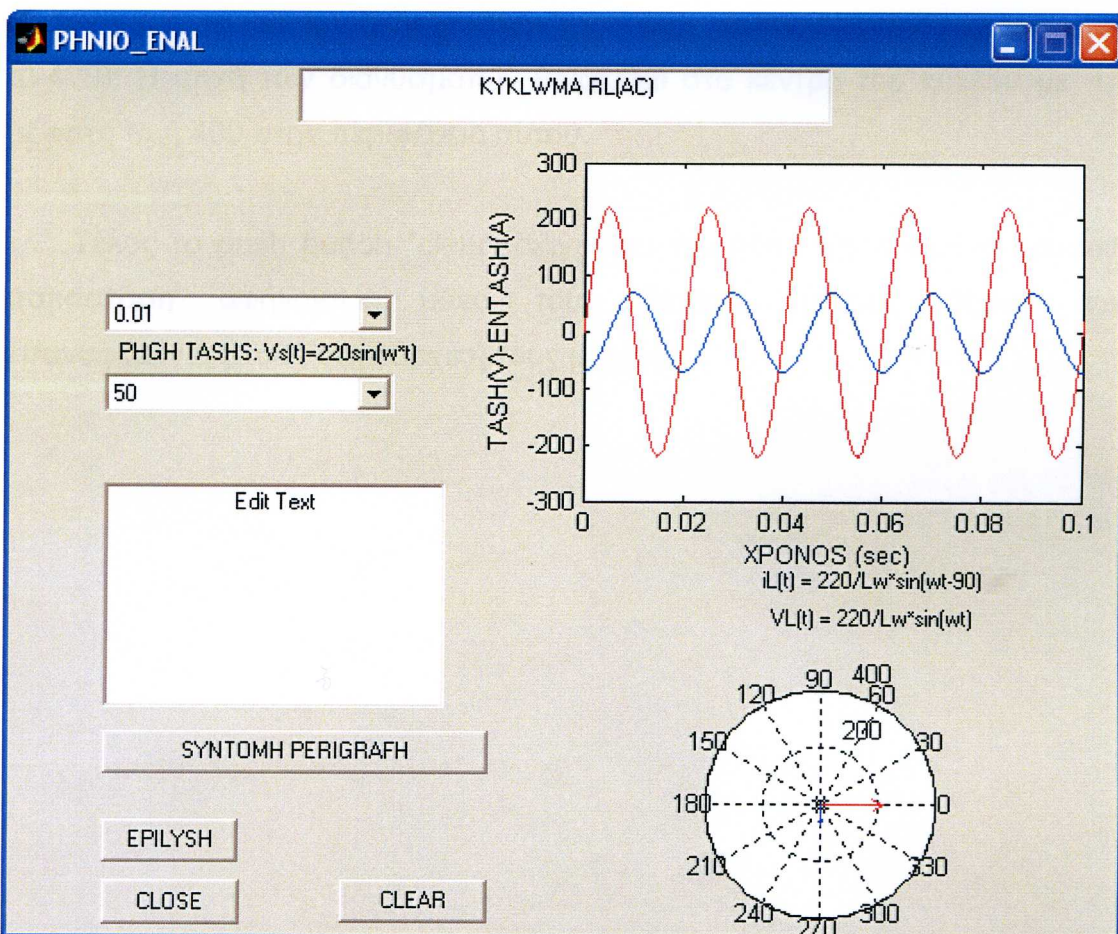 PHNIO_ENAL
KYKLWMA RL(AC)
0.01
PHGH TASHS: Vs(t)=220sin(w*t)
50
Edit Text
SYNTOMH PERIGRAFH
EPILYSH
CLOSE
CLEAR
TASH(V)-ENTASH(A)
300
200
100
0
-100
-200
-300
0
0.02
0.04
0.06
0.08
0.1
XPONOS (sec)
iL(t) = 220/Lw*sin(wt-90)
VL(t) = 220/Lw*sin(wt)
90
400
120
60
200
150
30
180
0
210
330
240
300
270